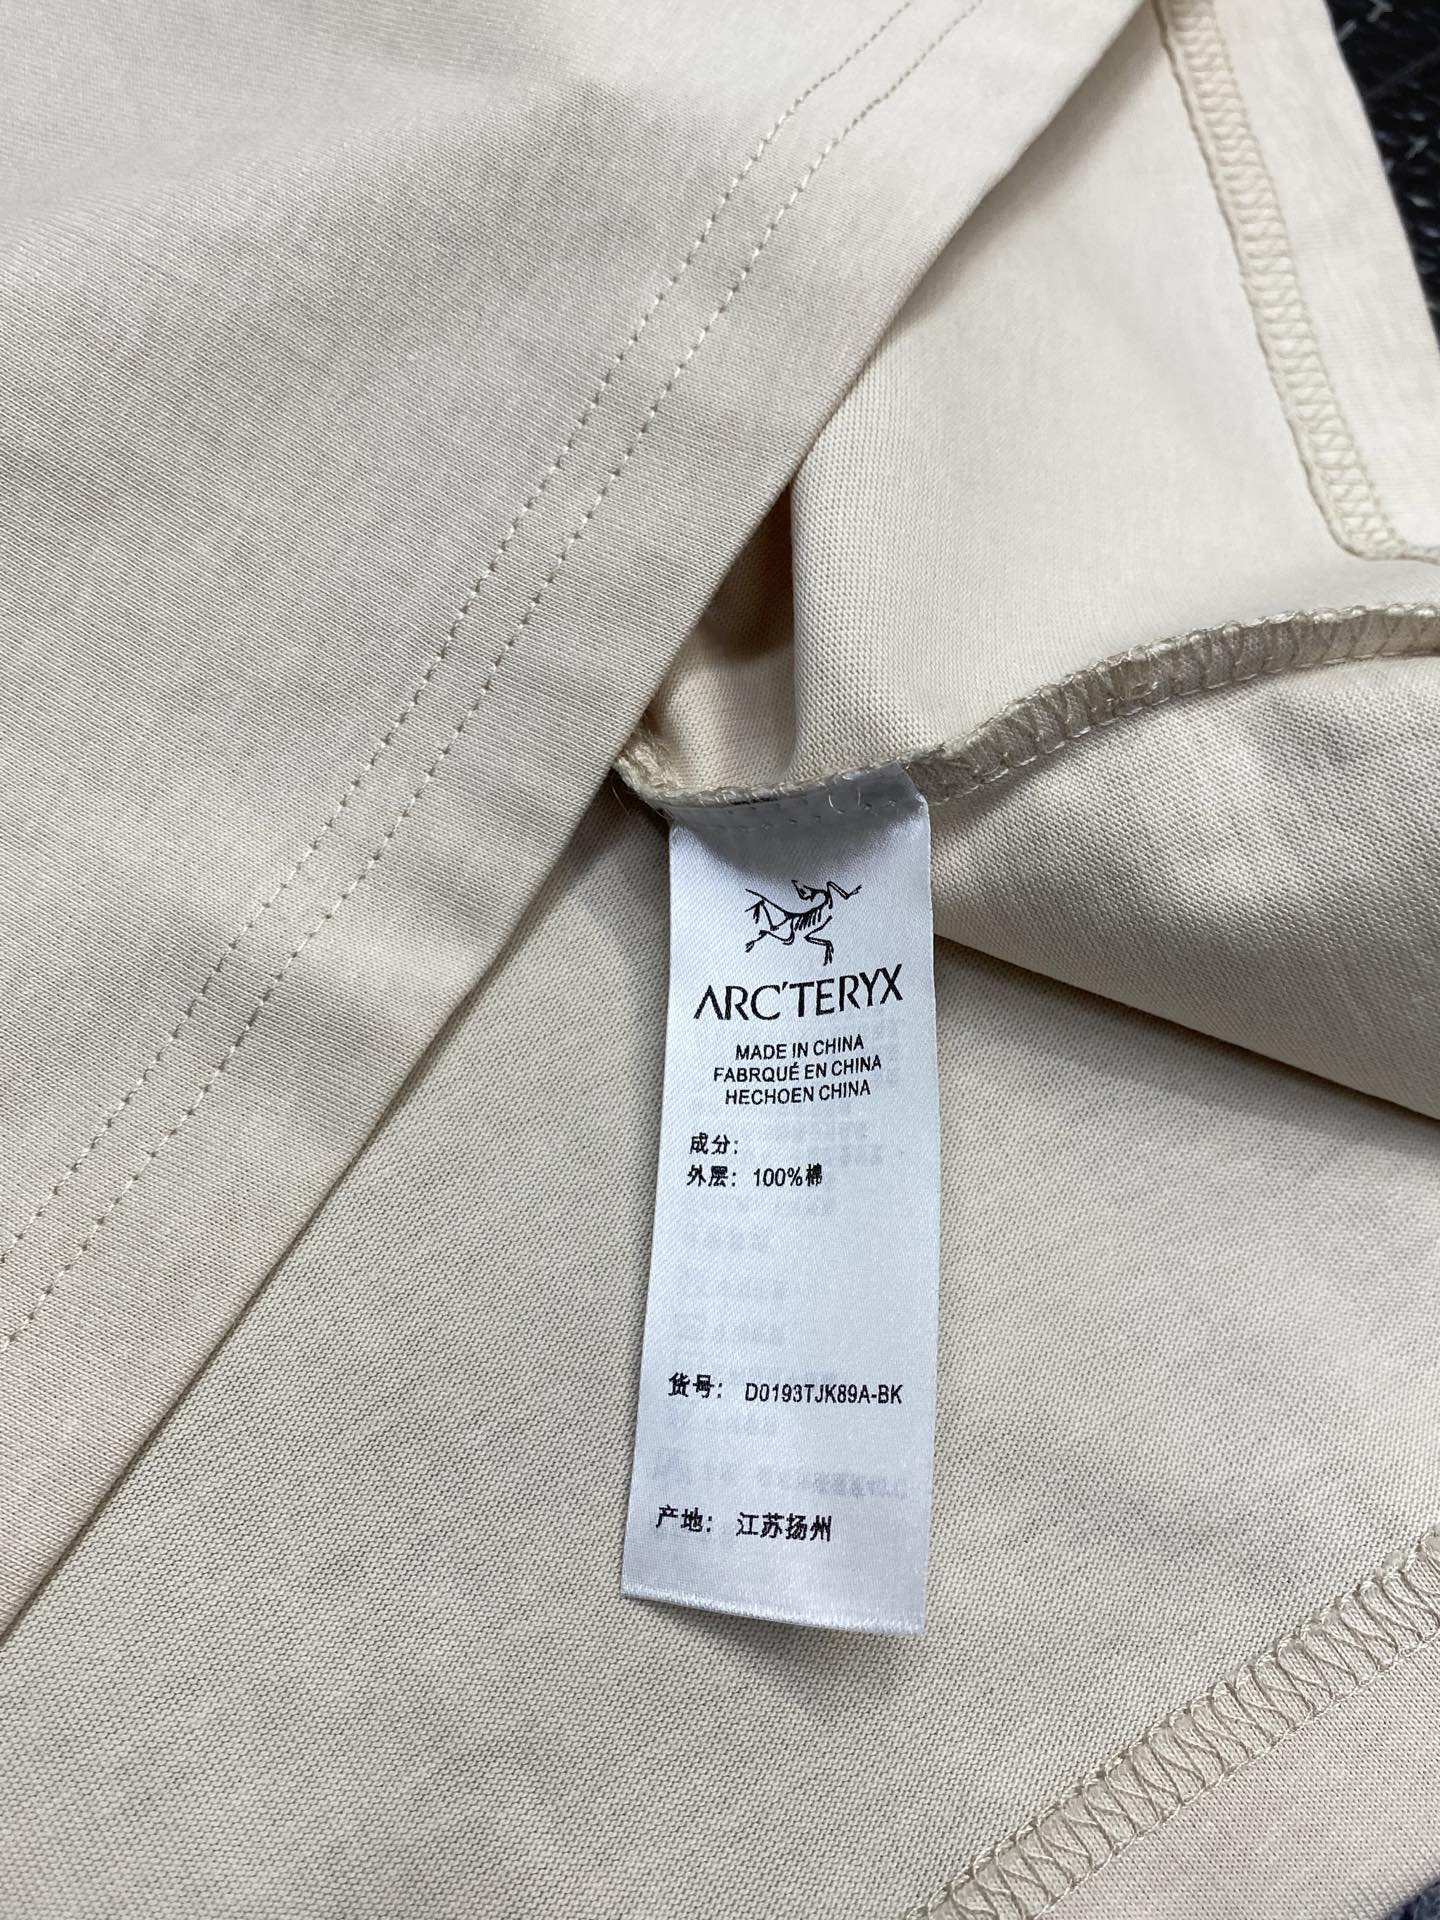 ARC'TERYX
MADE IN CHINA
FABRQUÉ EN CHINA
HECHOEN CHINA
成分：
外层：100%棉
货号：D0193TJK89A-BK
产地：江苏扬州